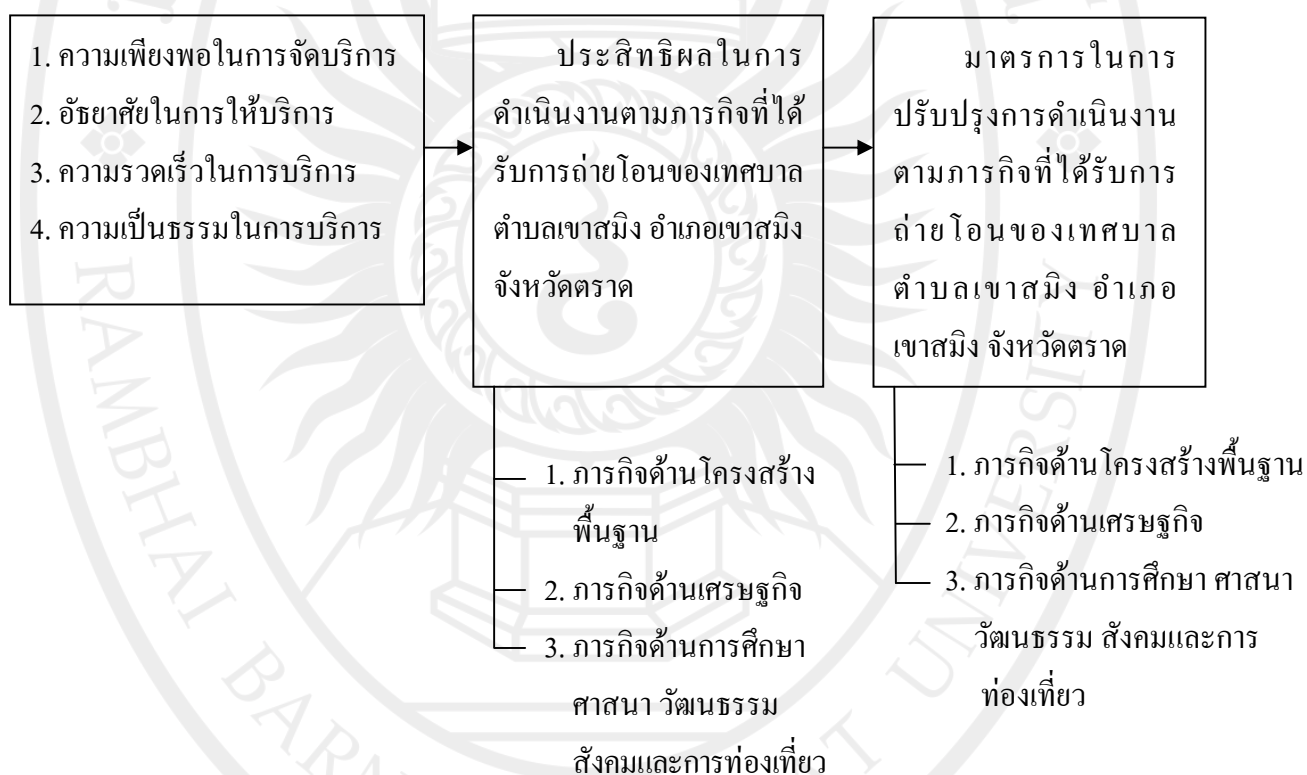 1. ความเพียงพอในการจัดบริการ
2. อัธยาศัยในการให้บริการ
3. ความรวดเร็วในการบริการ
4. ความเป็นธรรมในการบริการ
ประสิทธิผลในการ
ดำเนินงานตามภารกิจที่ได้
รับการถ่ายโอนของเทศบาล
ตำบลเขาสมิง อำเภอเขาสมิง
จังหวัดตราด
มาตรการในการ
ปรับปรุงการดำเนินงาน
ตามภารกิจที่ได้รับการ
ถ่ายโอนของเทศบาล
ตำบลเขาสมิง อำเภอ
เขาสมิง จังหวัดตราด
1. ภารกิจด้านโครงสร้าง
พื้นฐาน
2. ภารกิจด้านเศรษฐกิจ
3. ภารกิจด้านการศึกษา
ศาสนา วัฒนธรรม
สังคมและการท่องเที่ยว
1. ภารกิจด้านโครงสร้างพื้นฐาน
2. ภารกิจด้านเศรษฐกิจ
3. ภารกิจด้านการศึกษา ศาสนา
วัฒนธรรม สังคมและการ
ท่องเที่ยว
RAMBHAI BARN
UNIVERSITY